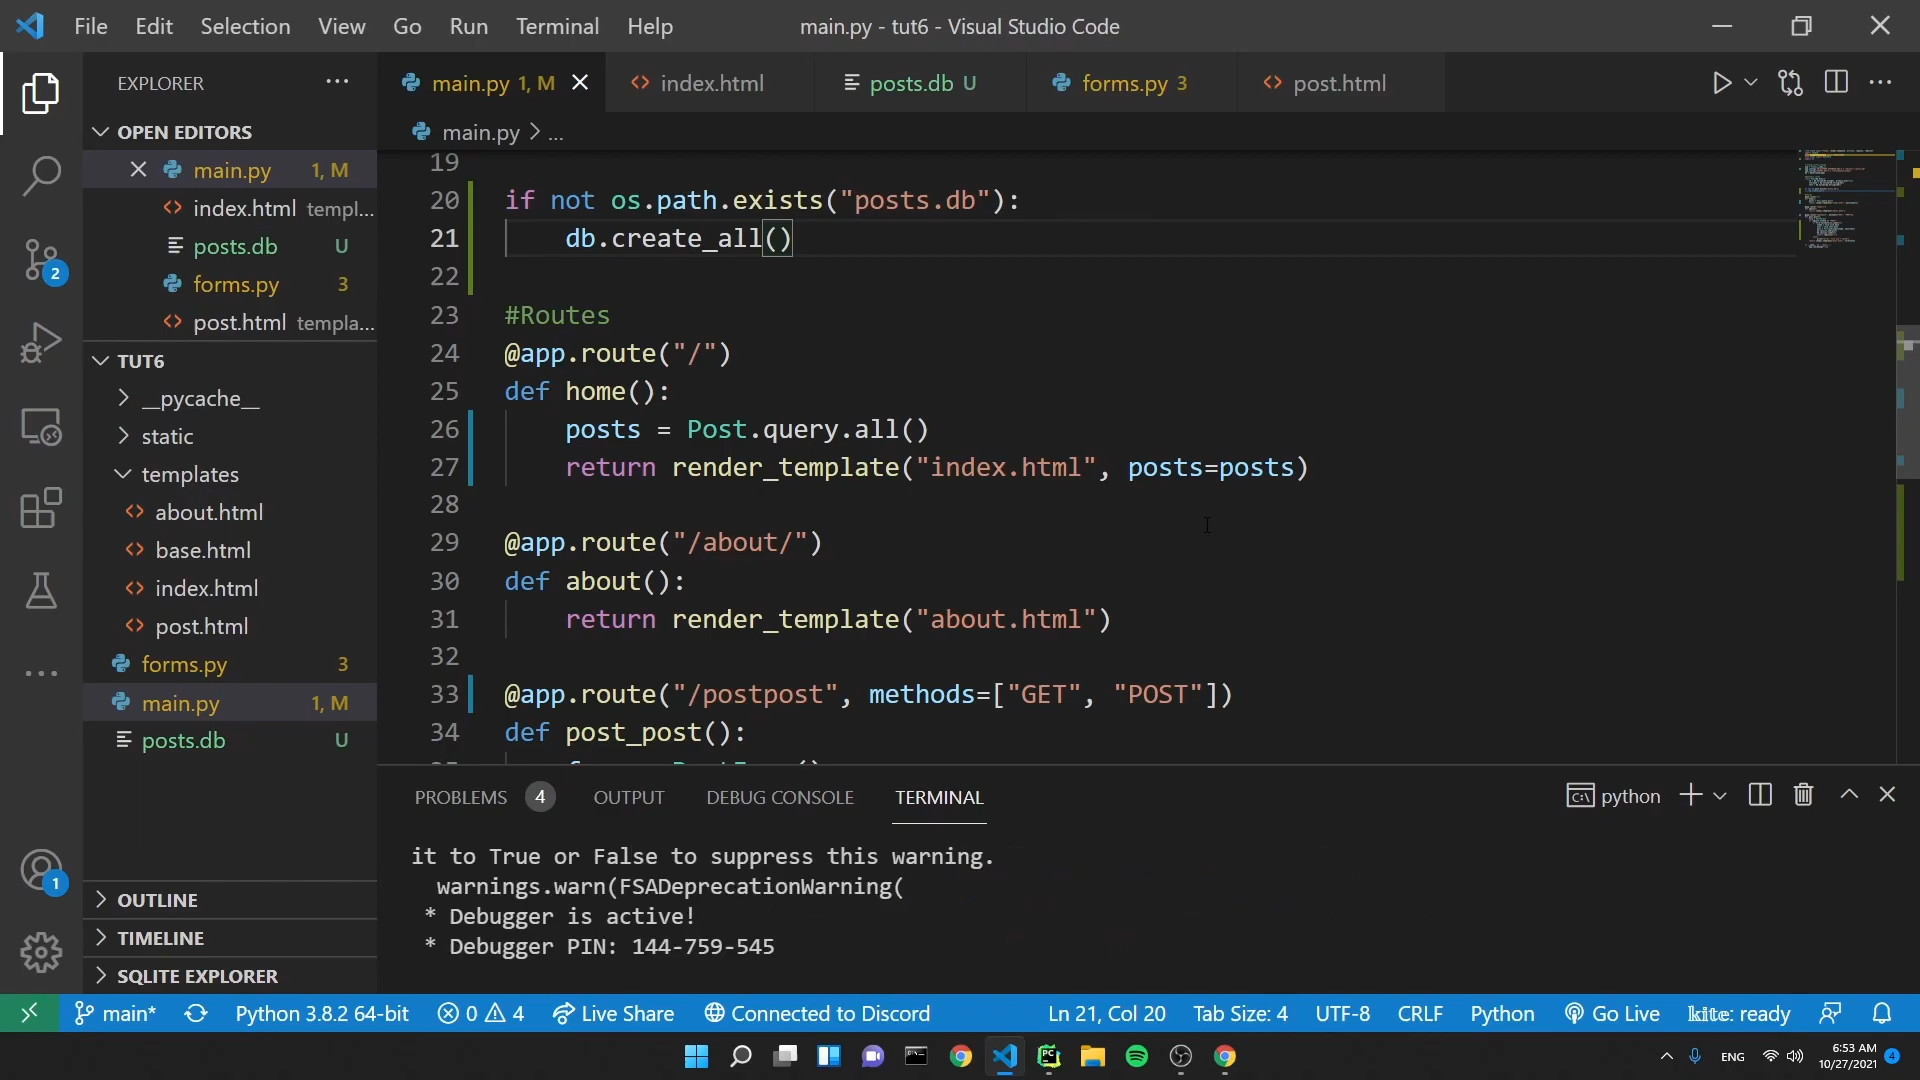 File Edit Selection View Go Run Terminal Help main.py - tut6 - Visual Studio Code
EXPLORER ...
main.py 1, M index.html posts.db U forms.py 3 post.html
OPEN EDITORS
main.py 1, M
index.html templ...
posts.db U
forms.py 3
post.html templa...
TUT6
__pycache__
static
templates
about.html
base.html
index.html
post.html
forms.py 3
main.py 1, M
posts.db U
OUTLINE
TIMELINE
SQLITE EXPLORER
2
1
main.py > ...
19
20 if not os.path.exists("posts.db"):
21 db.create_all()
22
23 #Routes
24 @app.route("/")
25 def home():
26 posts = Post.query.all()
27 return render_template("index.html", posts=posts)
28
29 @app.route("/about/")
30 def about():
31 return render_template("about.html")
32
33 @app.route("/postpost", methods=["GET", "POST"])
34 def post_post():
PROBLEMS 4 OUTPUT DEBUG CONSOLE TERMINAL python
it to True or False to suppress this warning.
warnings.warn(FSADeprecationWarning(
* Debugger is active!
* Debugger PIN: 144-759-545
main* Python 3.8.2 64-bit 0 4 Live Share Connected to Discord Ln 21, Col 20 Tab Size: 4 UTF-8 CRLF Python Go Live kite: ready
ENG 6:53 AM
10/27/2021 4